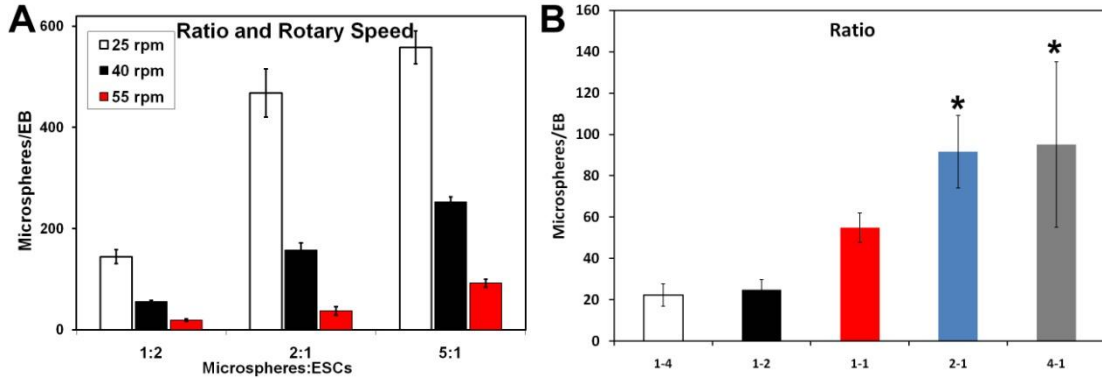 A
Ratio and Rotary Speed
600
400
200
0
25 rpm
40 rpm
55 rpm
Microspheres/EB
1:2 2:1 5:1
Microspheres:ESCs
B
Ratio
160
140
120
100
80
60
40
20
0
Microspheres/EB
* *
1-4 1-2 1-1 2-1 4-1